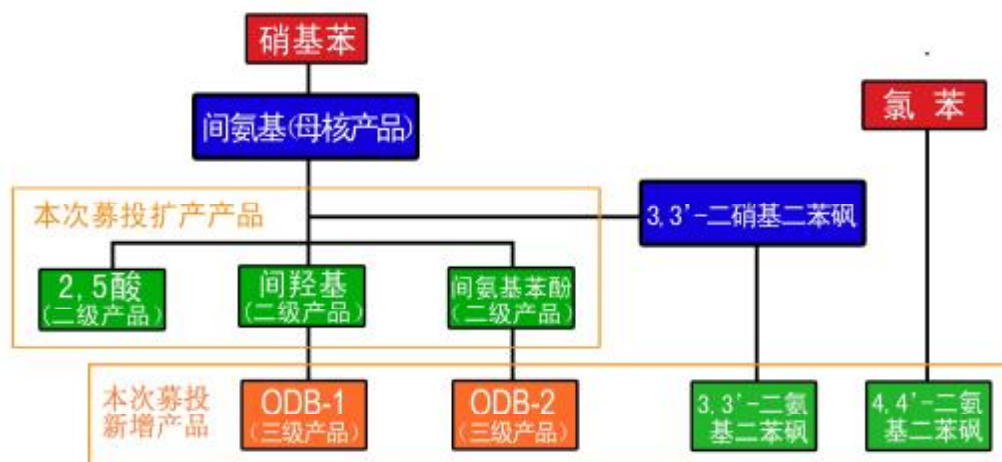 硝基苯
氯 苯
间氨基(母核产品)
3,3'-二硝基二苯砜
本次募投扩产产品
2,5酸
(二级产品)
间羟基
(二级产品)
间氨基苯酚
(二级产品)
本次募投
新增产品
ODB-1
(三级产品)
ODB-2
(三级产品)
3,3'-二氨
基二苯砜
4,4'-二氨
基二苯砜